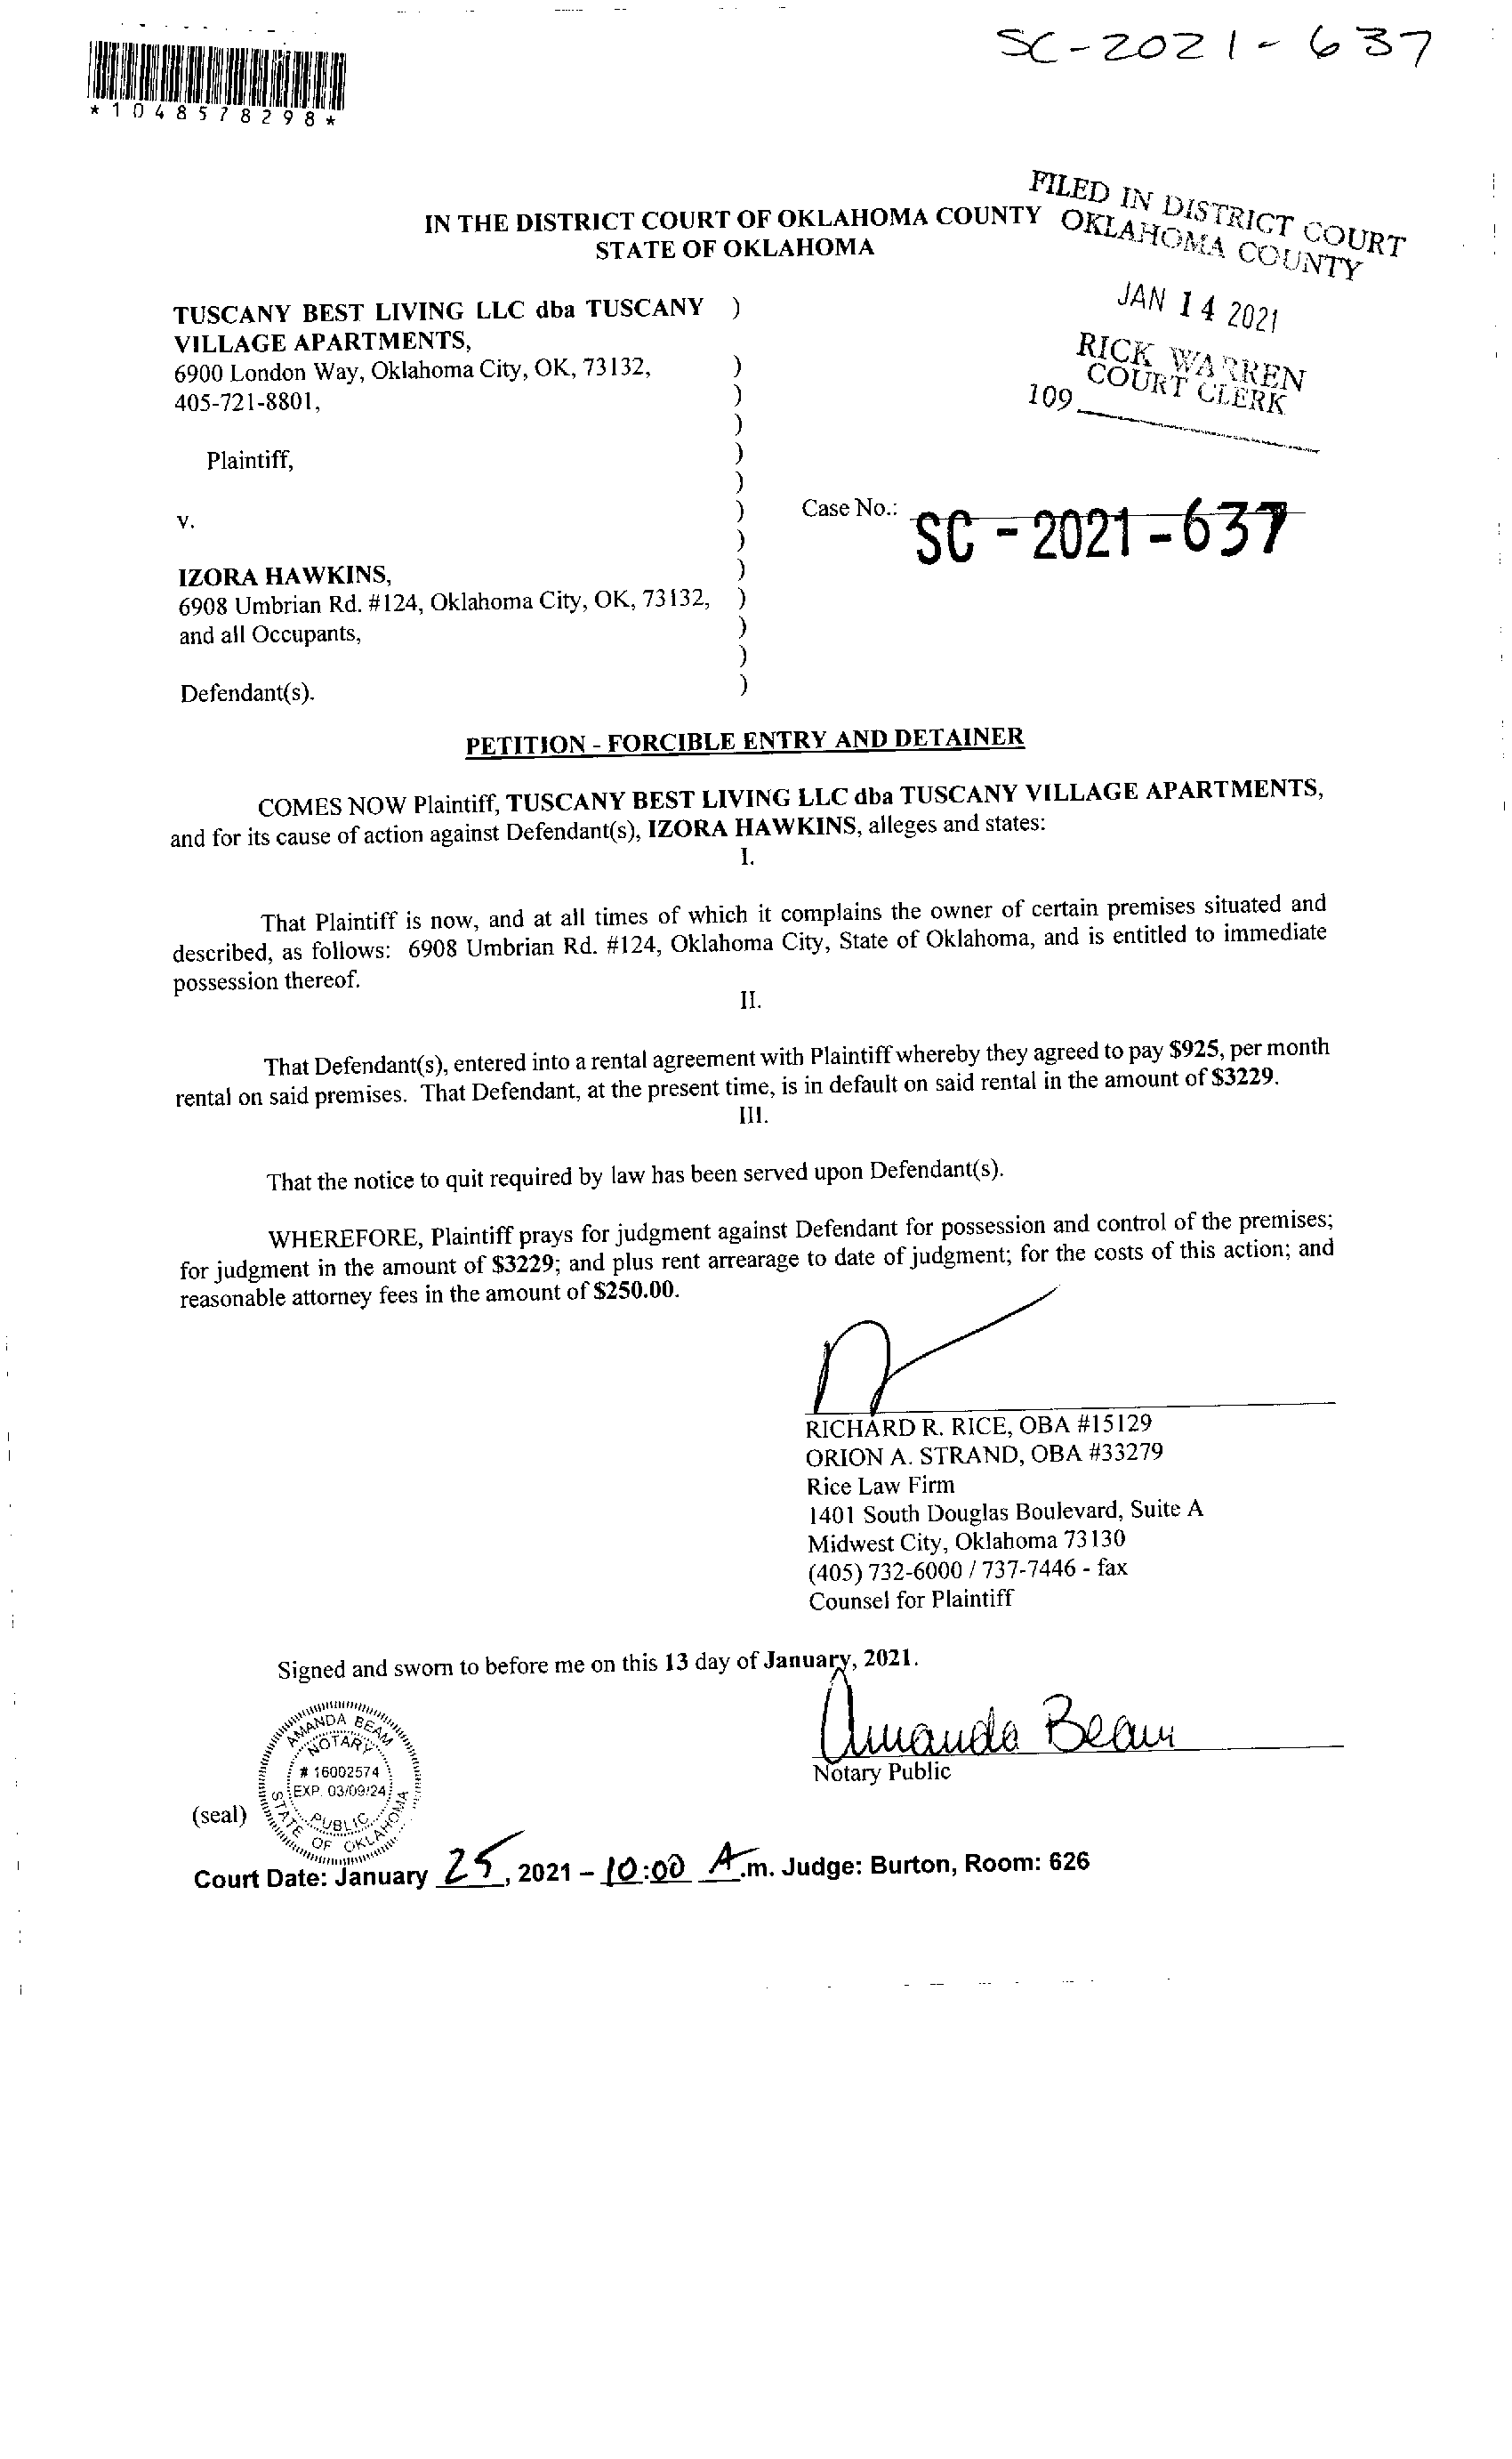 SC-2021-637
*1048578298*
FILED IN DISTRICT COURT
OKLAHOMA COUNTY
JAN 14 2021
RICK WARREN
COURT CLERK
109
IN THE DISTRICT COURT OF OKLAHOMA COUNTY
STATE OF OKLAHOMA
TUSCANY BEST LIVING LLC dba TUSCANY )
VILLAGE APARTMENTS,
6900 London Way, Oklahoma City, OK, 73132, )
405-721-8801, )
)
Plaintiff, )
)
v. ) Case No.: SC-2021-637
)
IZORA HAWKINS, )
6908 Umbrian Rd. #124, Oklahoma City, OK, 73132, )
and all Occupants, )
)
Defendant(s). )
PETITION - FORCIBLE ENTRY AND DETAINER
COMES NOW Plaintiff, TUSCANY BEST LIVING LLC dba TUSCANY VILLAGE APARTMENTS,
and for its cause of action against Defendant(s), IZORA HAWKINS, alleges and states:
I.
That Plaintiff is now, and at all times of which it complains the owner of certain premises situated and
described, as follows: 6908 Umbrian Rd. #124, Oklahoma City, State of Oklahoma, and is entitled to immediate
possession thereof.
II.
That Defendant(s), entered into a rental agreement with Plaintiff whereby they agreed to pay $925, per month
rental on said premises. That Defendant, at the present time, is in default on said rental in the amount of $3229.
III.
That the notice to quit required by law has been served upon Defendant(s).
WHEREFORE, Plaintiff prays for judgment against Defendant for possession and control of the premises;
for judgment in the amount of $3229; and plus rent arrearage to date of judgment; for the costs of this action; and
reasonable attorney fees in the amount of $250.00.
RICHARD R. RICE, OBA #15129
ORION A. STRAND, OBA #33279
Rice Law Firm
1401 South Douglas Boulevard, Suite A
Midwest City, Oklahoma 73130
(405) 732-6000 / 737-7446 - fax
Counsel for Plaintiff
Signed and sworn to before me on this 13 day of January, 2021.
Amanda Beam
Notary Public
AMANDA BEAM
NOTARY
# 16002574
EXP. 03/09/24
PUBLIC
STATE OF OKLAHOMA
(seal)
Court Date: January 25, 2021 – 10:00 A.m. Judge: Burton, Room: 626